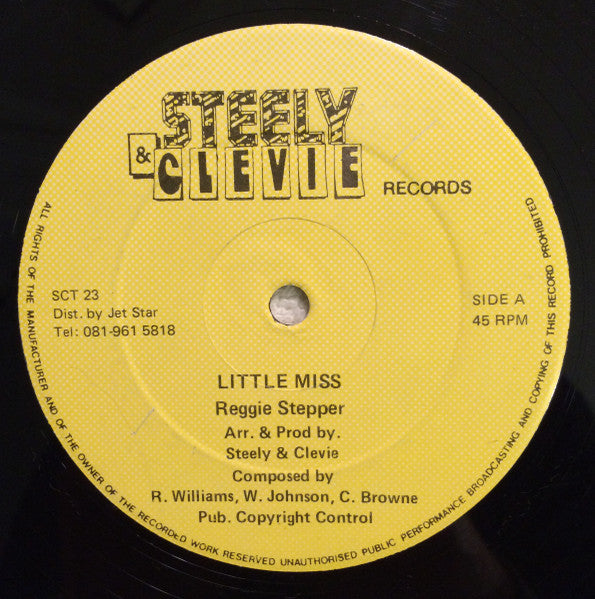 STEELY
& CLEVIE
RECORDS
SCT 23
Dist. by Jet Star
Tel: 081-961 5818
SIDE A
45 RPM
LITTLE MISS
Reggie Stepper
Arr. & Prod by.
Steely & Clevie
Composed by
R. Williams, W. Johnson, C. Browne
Pub. Copyright Control
ALL RIGHTS OF THE MANUFACTURER AND OF THE OWNER OF THE RECORDED WORK RESERVED UNAUTHORISED PUBLIC PERFORMANCE BROADCASTING AND COPYING OF THIS RECORD PROHIBITED